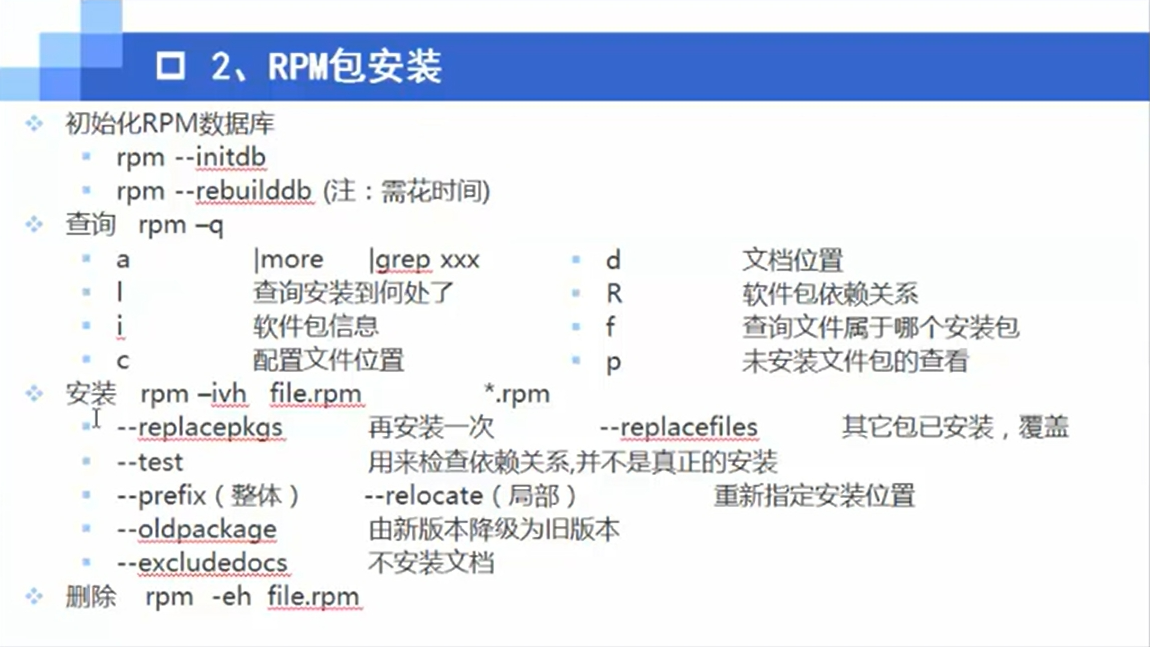 2、RPM包安装
初始化RPM数据库
rpm --initdb
rpm --rebuilddb (注：需花时间)
查询 rpm –q
a |more |grep xxx d 文档位置
l 查询安装到何处了 R 软件包依赖关系
i 软件包信息 f 查询文件属于哪个安装包
c 配置文件位置 p 未安装文件包的查看
安装 rpm –ivh file.rpm *.rpm
--replacepkgs 再安装一次 --replacefiles 其它包已安装，覆盖
--test 用来检查依赖关系,并不是真正的安装
--prefix（整体） --relocate（局部） 重新指定安装位置
--oldpackage 由新版本降级为旧版本
--excludedocs 不安装文档
删除 rpm -eh file.rpm